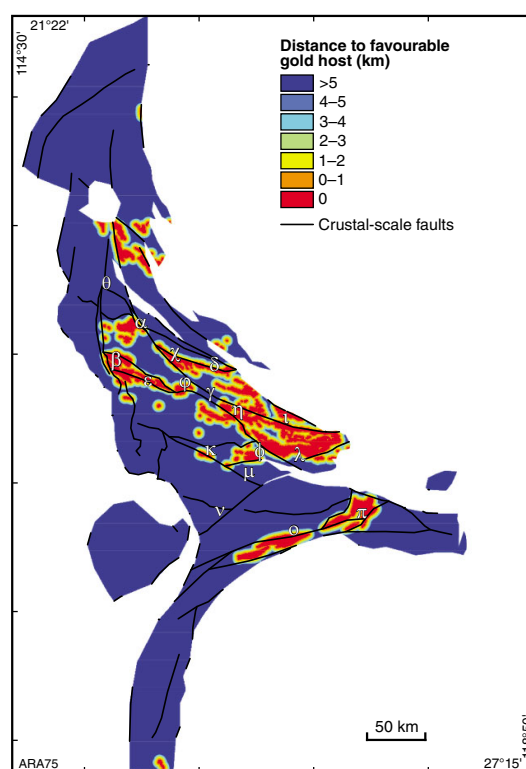 21°22'
114°30'
Distance to favourable
gold host (km)
>5
4–5
3–4
2–3
1–2
0–1
0
Crustal-scale faults
θ
α
β
χ
δ
ε
φ
γ
η
ι
κ
ϕ
λ
μ
ν
ο
π
50 km
ARA75
27°15'